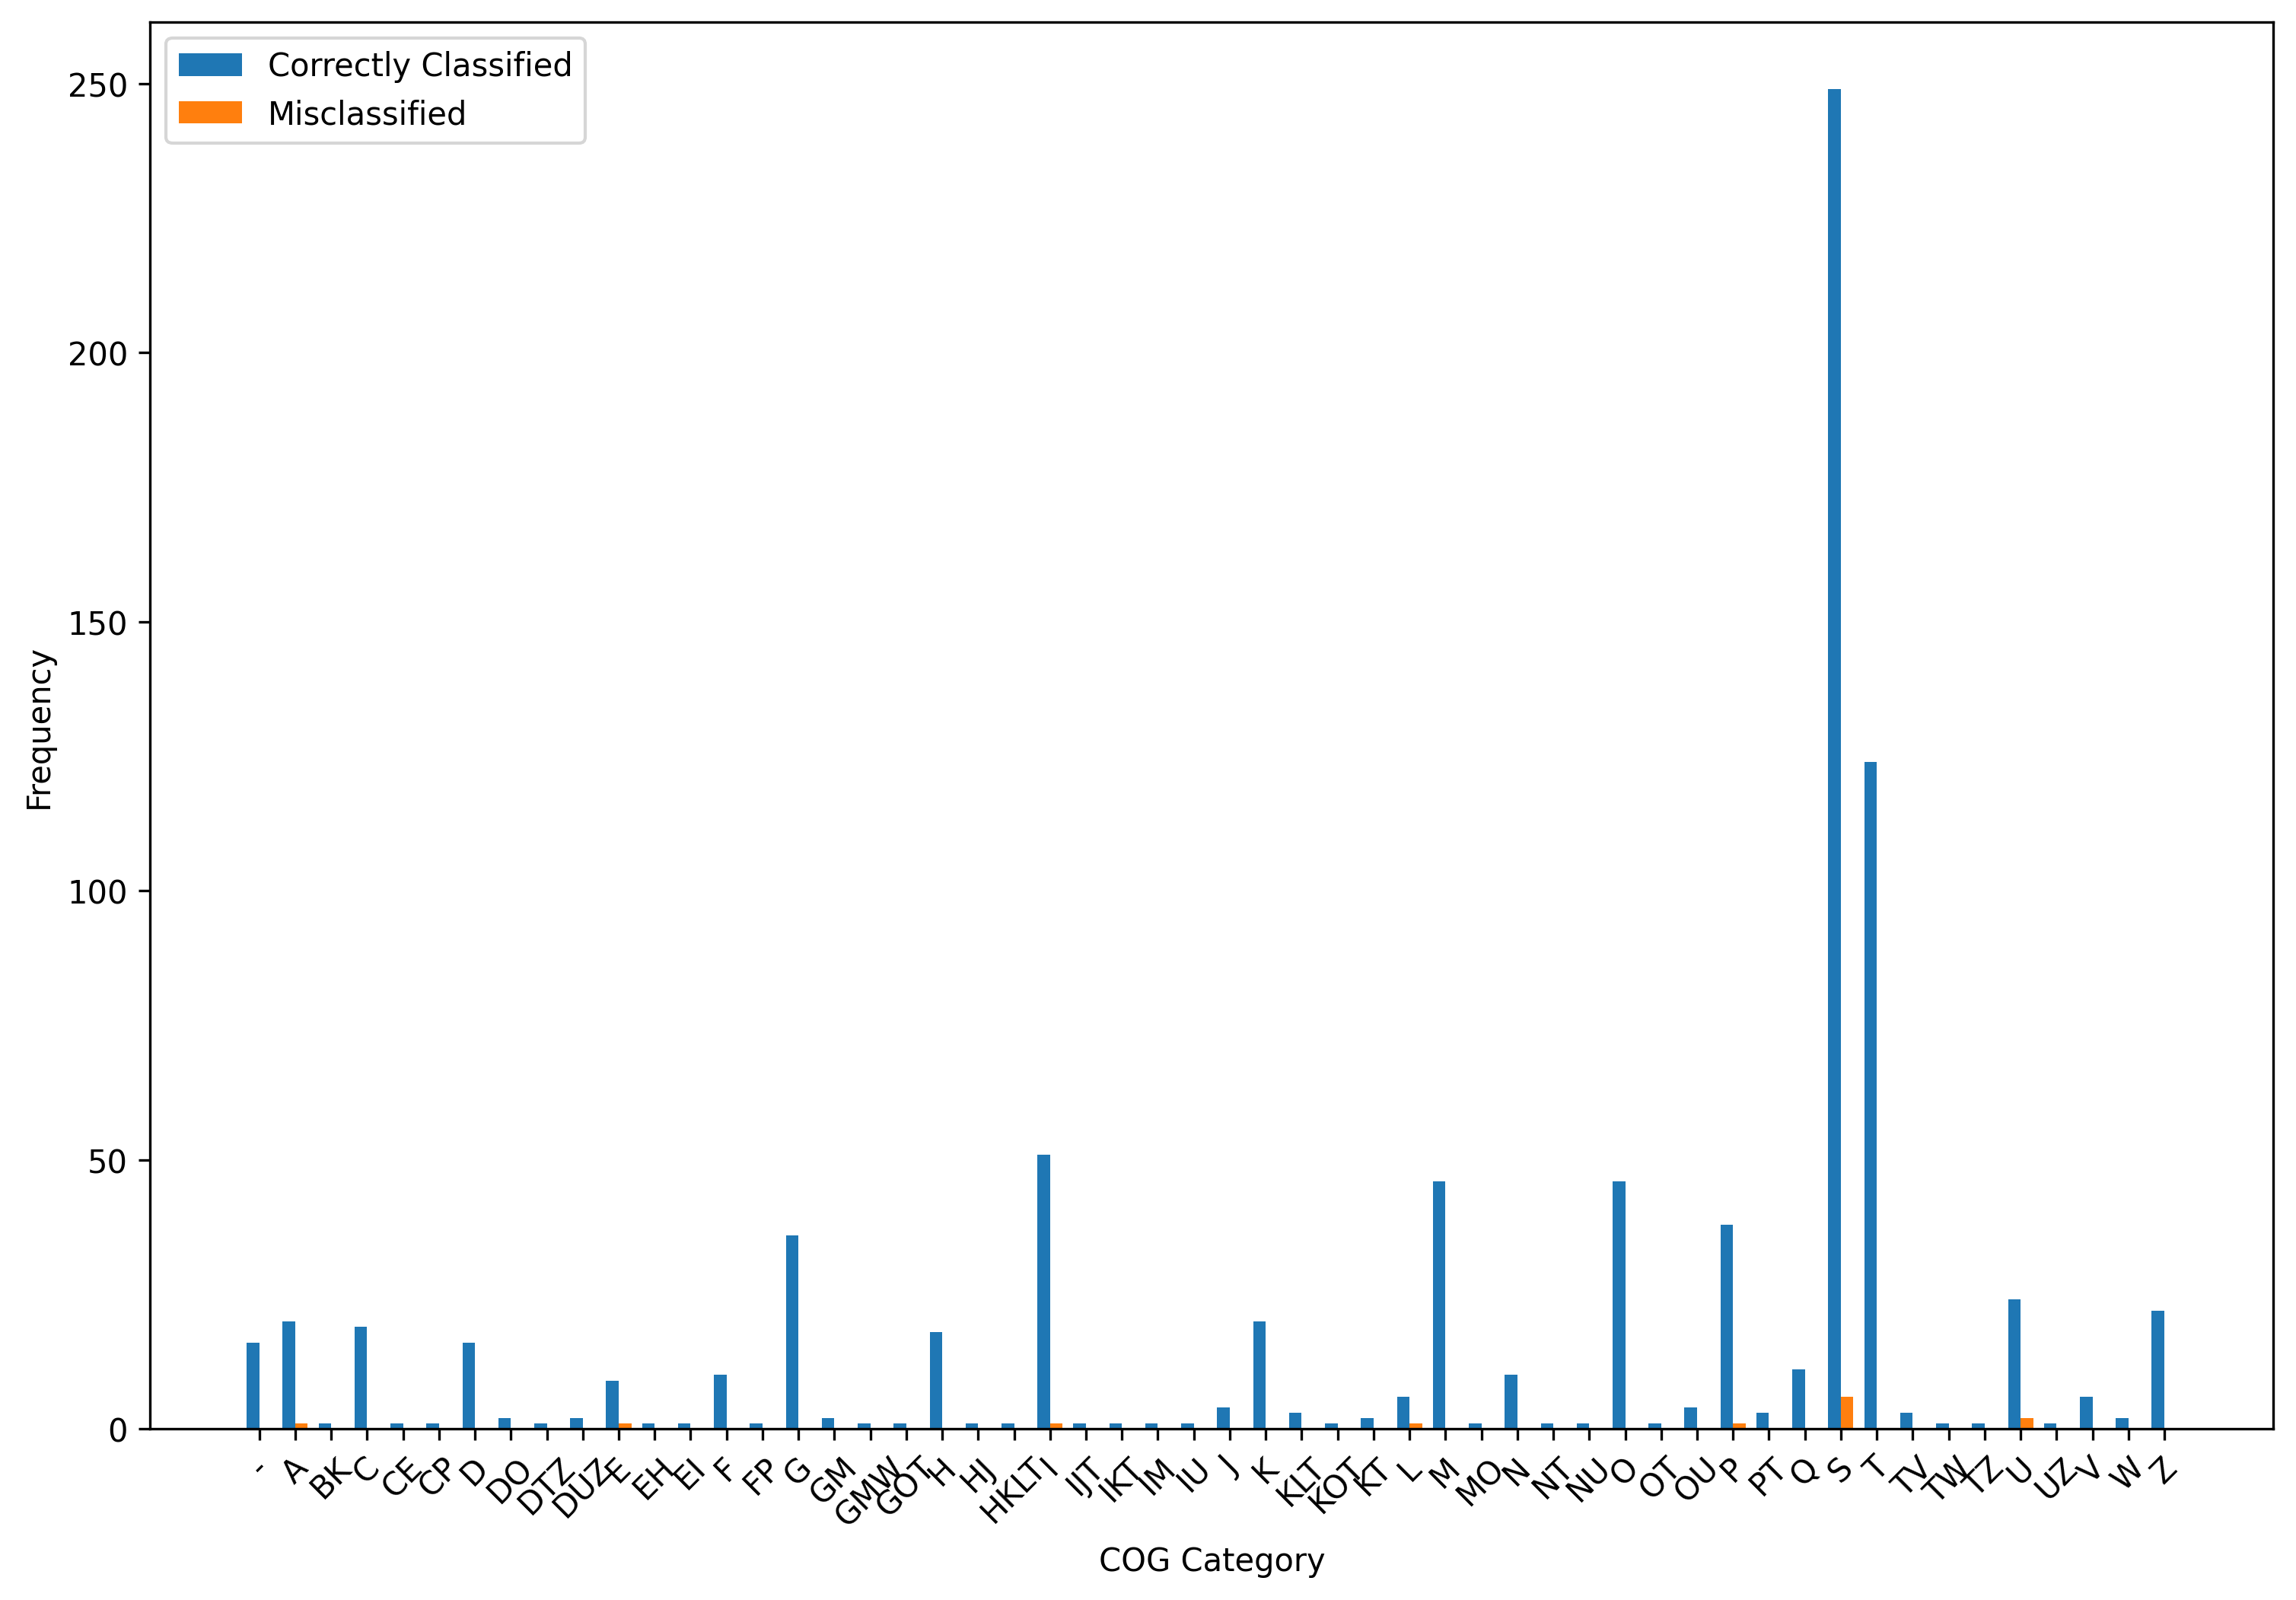 Correctly Classified
Misclassified
250
200
150
100
50
0
Frequency
- A BK C CE CP D DO DTZ DUZ E EH EI F FP G GM GMW GOT H HJ HKLT I IJT IKT IM IU J K KLT KOT KT L M MO N NT NU O OT OU P PT Q S T TV TW TZ U UZ V W Z
COG Category